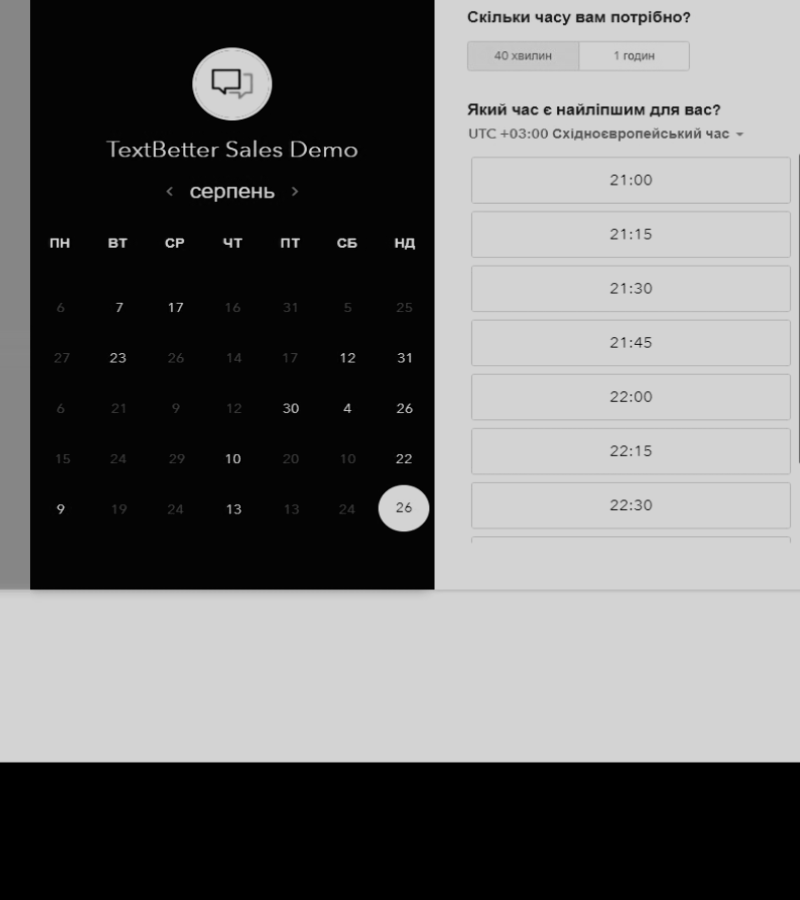 TextBetter Sales Demo
серпень
ПН ВТ СР ЧТ ПТ СБ НД
6 7 17 16 31 5 25
27 23 26 14 17 12 31
6 21 9 12 30 4 26
15 24 29 10 20 10 22
9 19 24 13 13 24 26
Скільки часу вам потрібно?
40 хвилин 1 годин
Який час є найліпшим для вас?
UTC +03:00 Східноєвропейський час
21:00
21:15
21:30
21:45
22:00
22:15
22:30